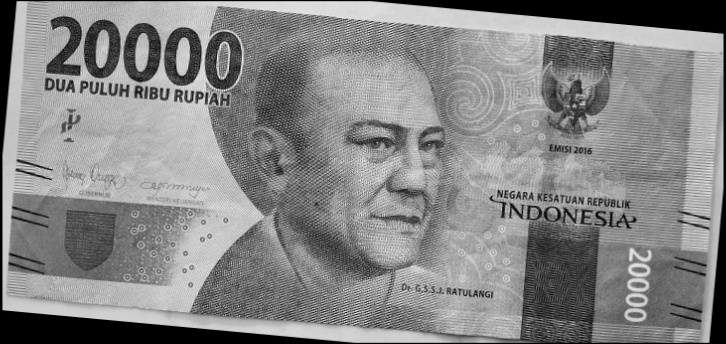 20000
DUA PULUH RIBU RUPIAH
EMISI 2016
GUBERNUR
MENTERI KEUANGAN
NEGARA KESATUAN REPUBLIK
INDONESIA
Dr. G.S.S.J. RATULANGI
20000